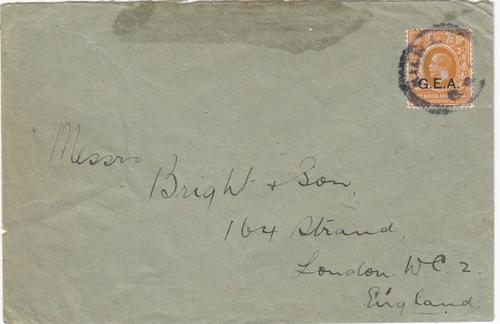 G.E.A.
Messrs
Bright & Son,
164 Strand,
London W.C. 2.
England